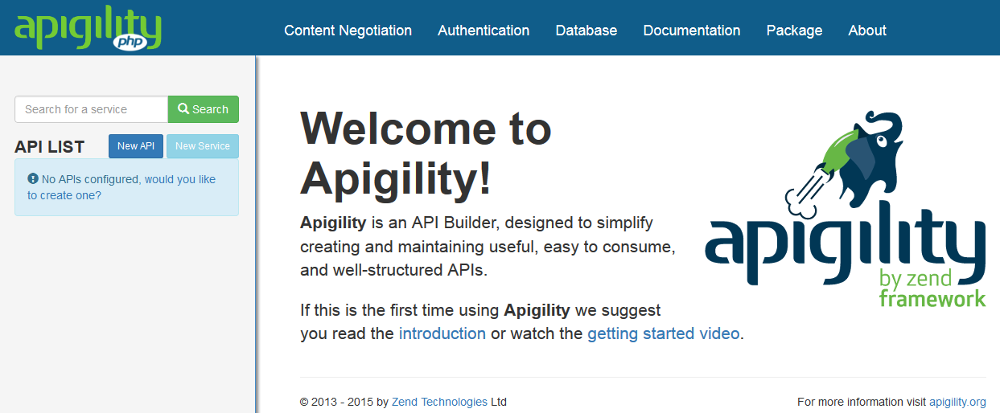 apigility
php
Content Negotiation Authentication Database Documentation Package About
Search for a service Search
API LIST New API New Service
No APIs configured, would you like
to create one?
Welcome to
Apigility!
Apigility is an API Builder, designed to simplify
creating and maintaining useful, easy to consume,
and well-structured APIs.
If this is the first time using Apigility we suggest
you read the introduction or watch the getting started video.
apigility
by zend
framework
© 2013 - 2015 by Zend Technologies Ltd
For more information visit apigility.org